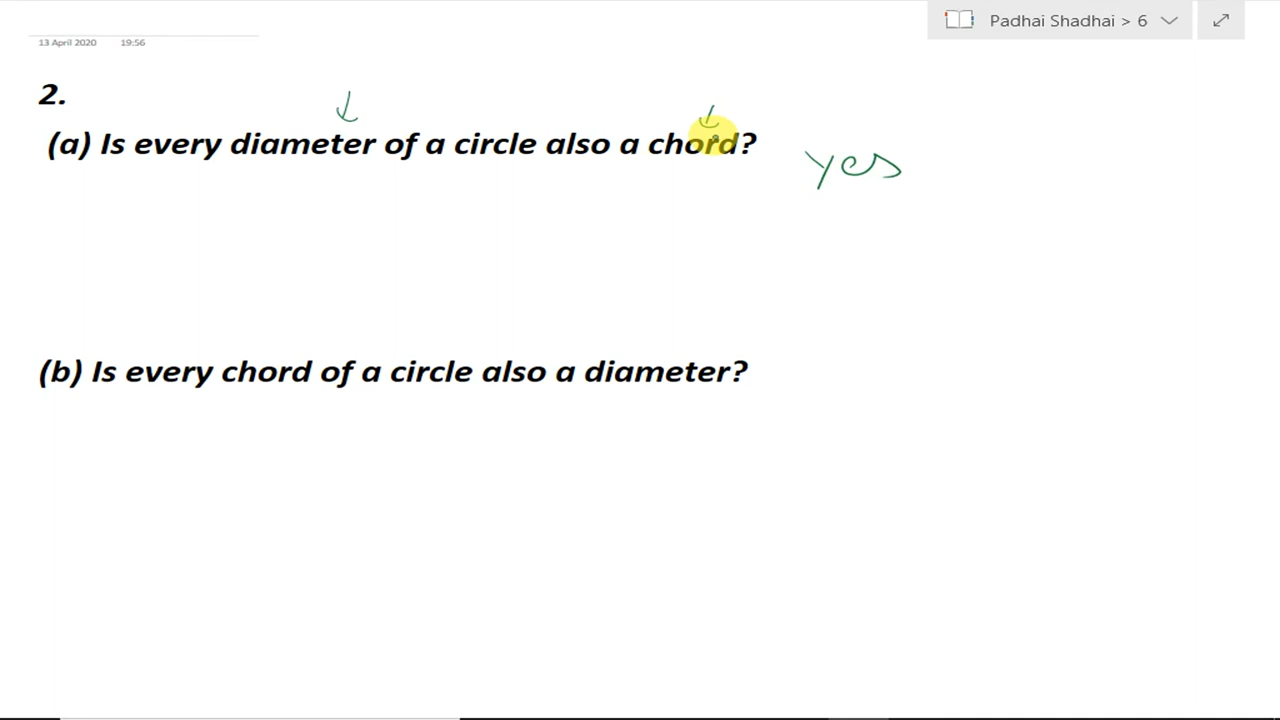 Padhai Shadhai > 6
13 April 2020 19:56
2.
(a) Is every diameter of a circle also a chord?
yes
(b) Is every chord of a circle also a diameter?